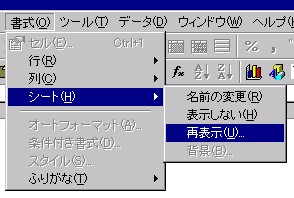 書式(O) ツール(T) データ(D) ウィンドウ(W) ヘルプ(H
セル(E)... Ctrl+1
行(R)
列(C)
シート(H)
オートフォーマット(A)...
条件付き書式(D)...
スタイル(S)...
ふりがな(T)
名前の変更(R)
表示しない(H)
再表示(U)...
背景(B)...
% ,
fx A Z Z A